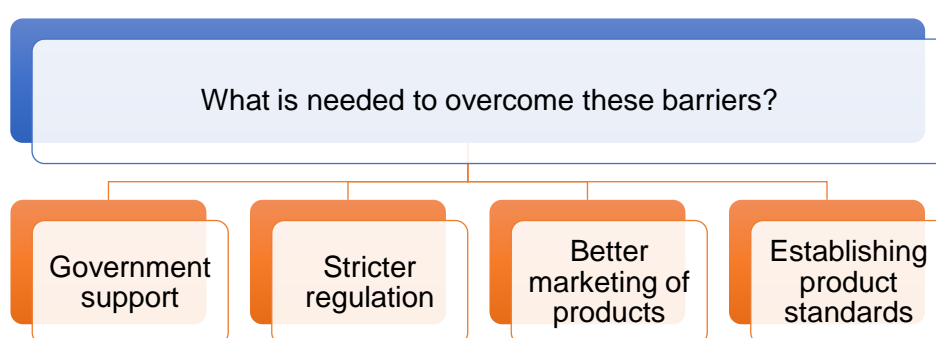 What is needed to overcome these barriers?
Government
support
Stricter
regulation
Better
marketing of
products
Establishing
product
standards